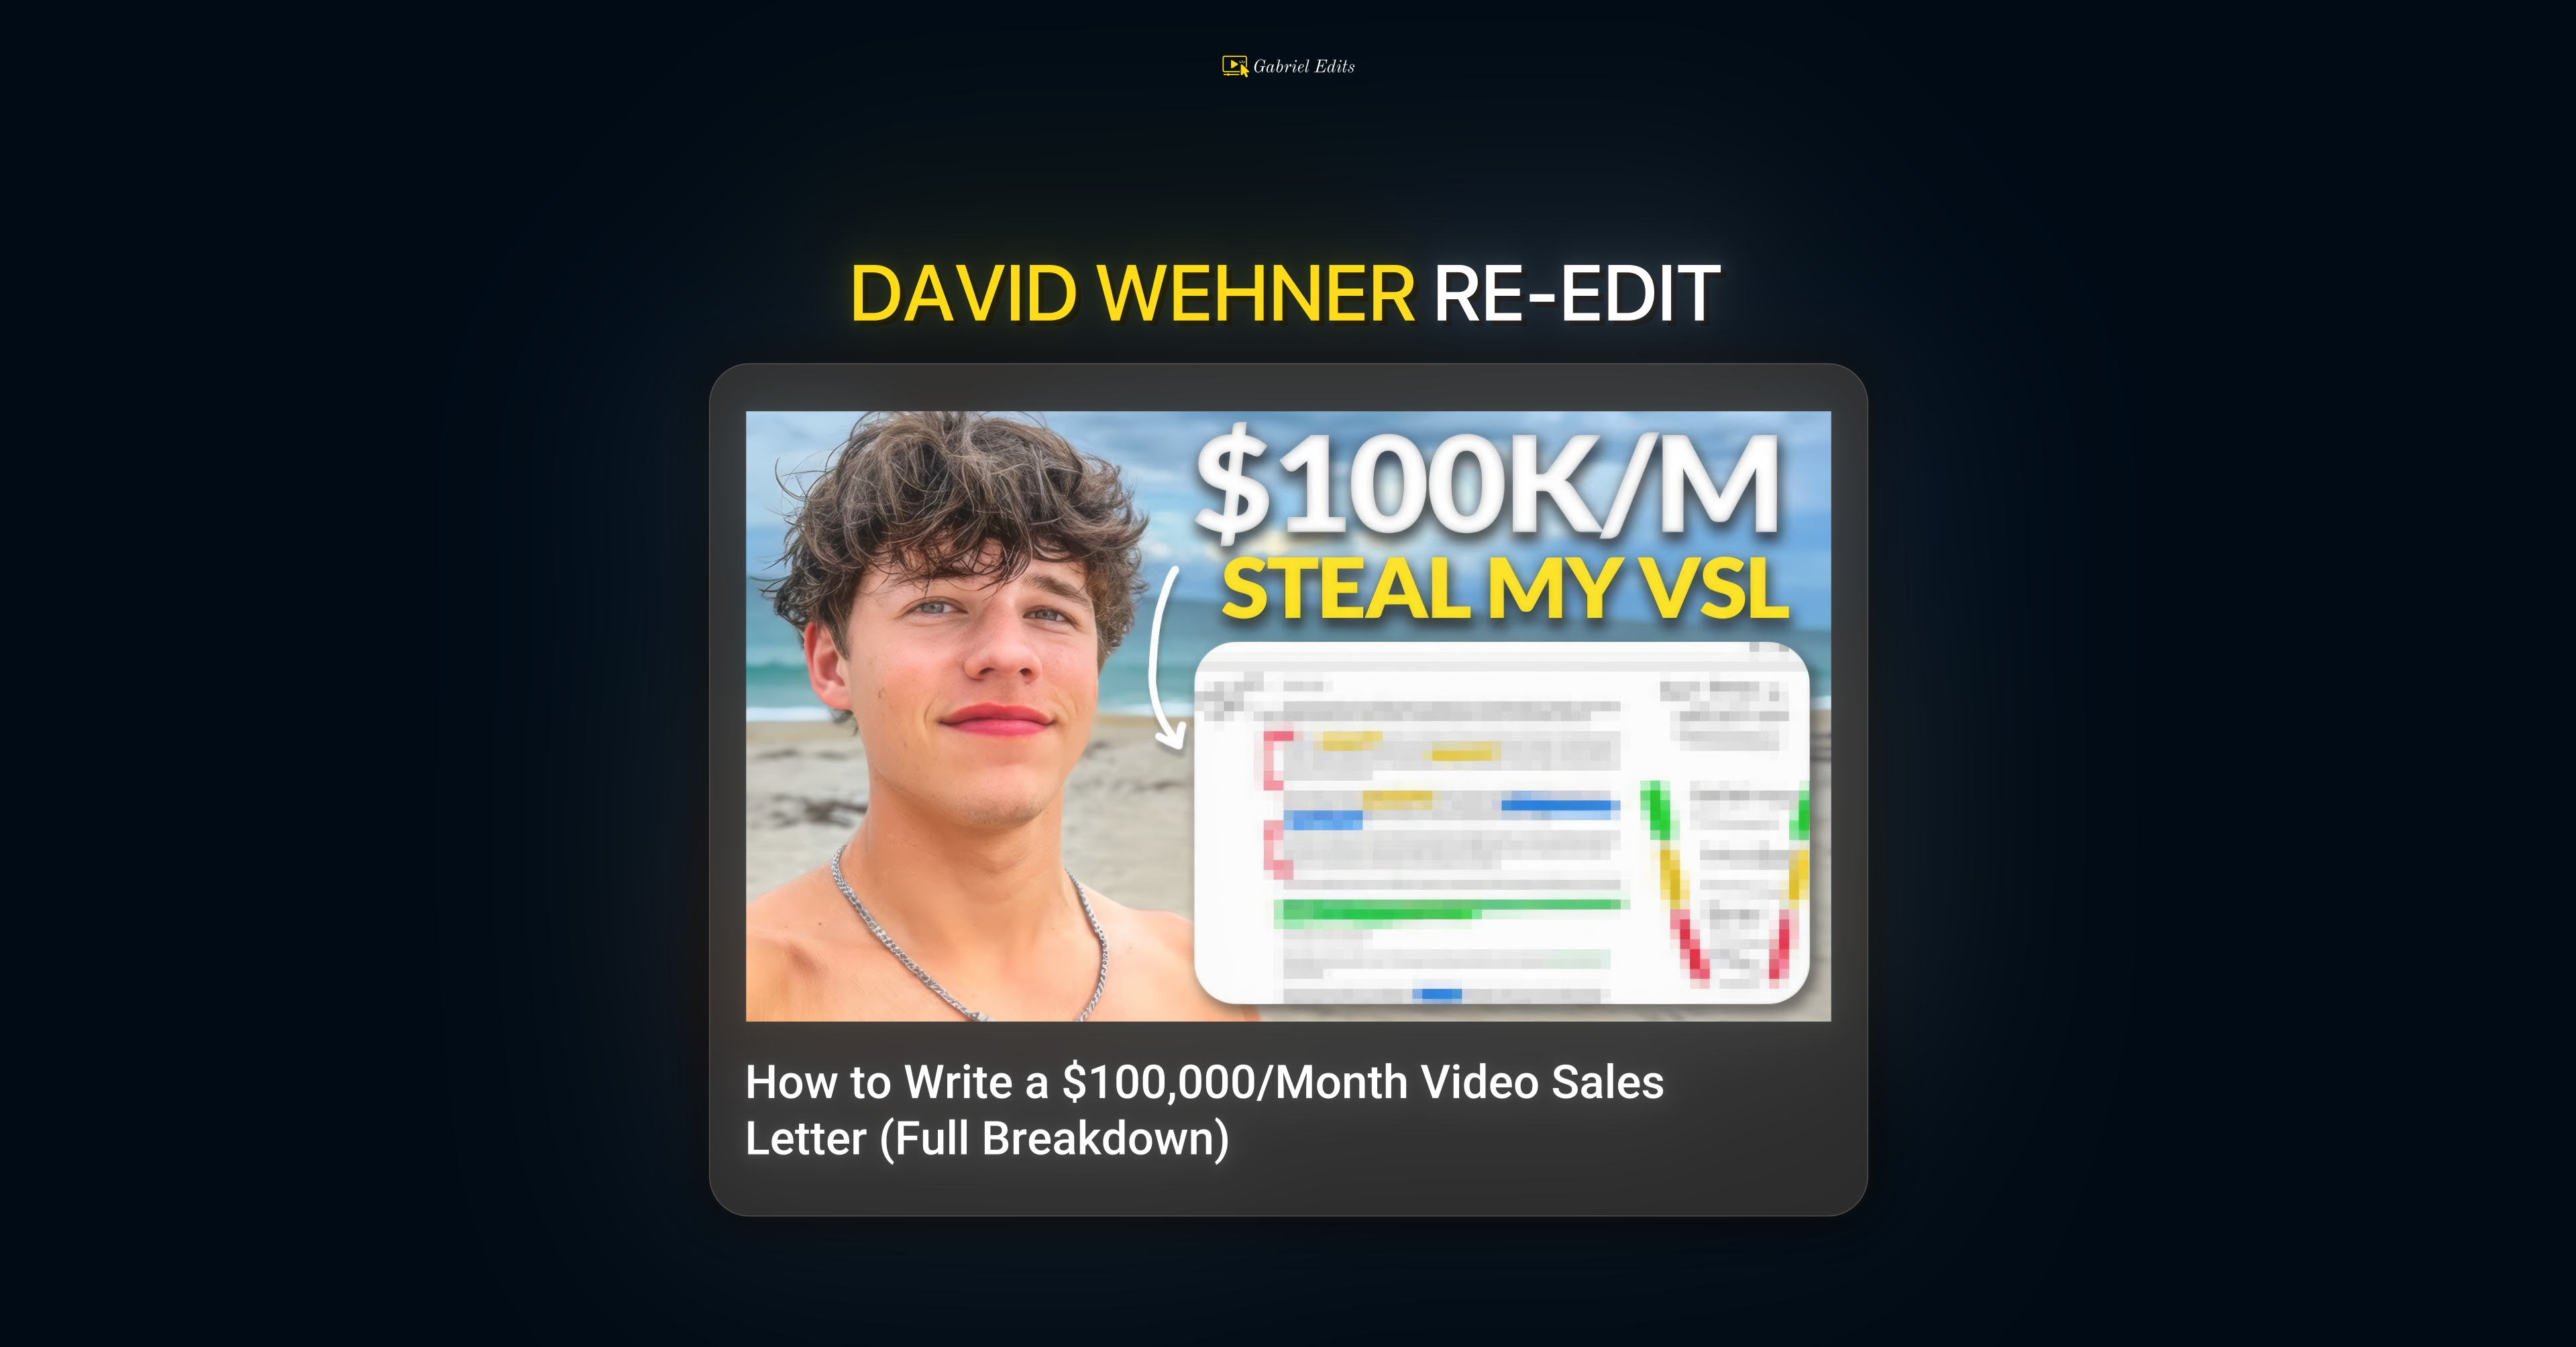 Gabriel Edits
DAVID WEHNER RE-EDIT
$100K/M
STEAL MY VSL
How to Write a $100,000/Month Video Sales
Letter (Full Breakdown)